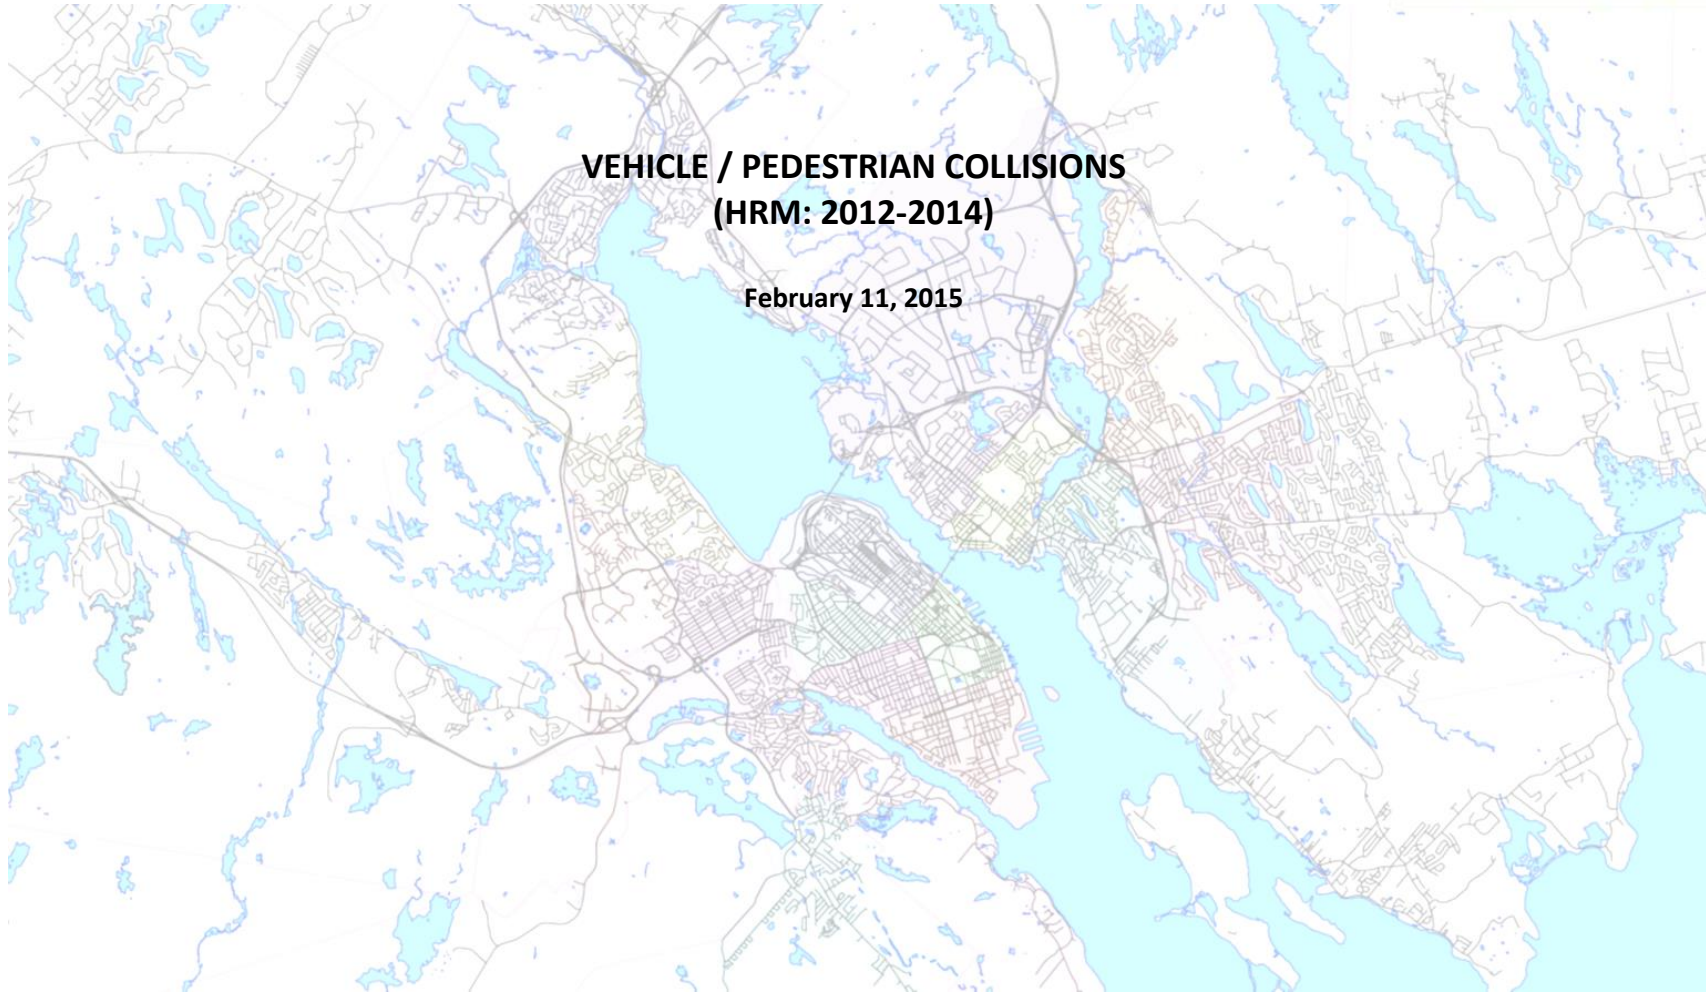 VEHICLE / PEDESTRIAN COLLISIONS
(HRM: 2012-2014)
February 11, 2015